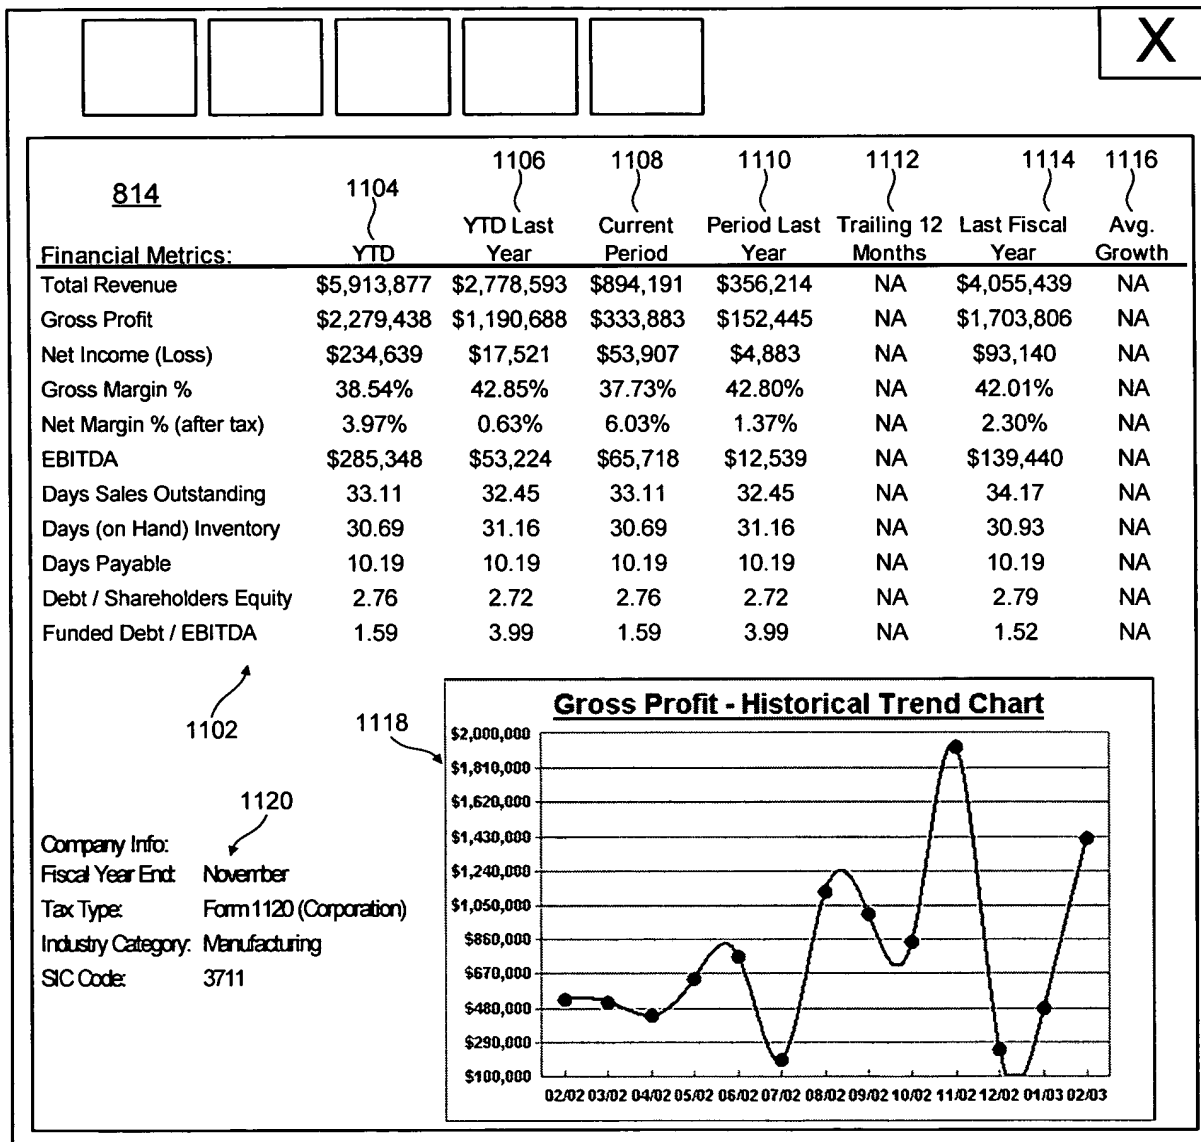 X
1106 1108 1110 1112 1114 1116
814 1104
YTD Last Current Period Last Trailing 12 Last Fiscal Avg.
Financial Metrics: YTD Year Period Year Months Year Growth
Total Revenue $5,913,877 $2,778,593 $894,191 $356,214 NA $4,055,439 NA
Gross Profit $2,279,438 $1,190,688 $333,883 $152,445 NA $1,703,806 NA
Net Income (Loss) $234,639 $17,521 $53,907 $4,883 NA $93,140 NA
Gross Margin % 38.54% 42.85% 37.73% 42.80% NA 42.01% NA
Net Margin % (after tax) 3.97% 0.63% 6.03% 1.37% NA 2.30% NA
EBITDA $285,348 $53,224 $65,718 $12,539 NA $139,440 NA
Days Sales Outstanding 33.11 32.45 33.11 32.45 NA 34.17 NA
Days (on Hand) Inventory 30.69 31.16 30.69 31.16 NA 30.93 NA
Days Payable 10.19 10.19 10.19 10.19 NA 10.19 NA
Debt / Shareholders Equity 2.76 2.72 2.76 2.72 NA 2.79 NA
Funded Debt / EBITDA 1.59 3.99 1.59 3.99 NA 1.52 NA
1102
1118
Gross Profit - Historical Trend Chart
$2,000,000
$1,810,000
$1,620,000
$1,430,000
$1,240,000
$1,050,000
$860,000
$670,000
$480,000
$290,000
$100,000
02/02 03/02 04/02 05/02 06/02 07/02 08/02 09/02 10/02 11/02 12/02 01/03 02/03
1120
Company Info:
Fiscal Year End: November
Tax Type: Form 1120 (Corporation)
Industry Category: Manufacturing
SIC Code: 3711